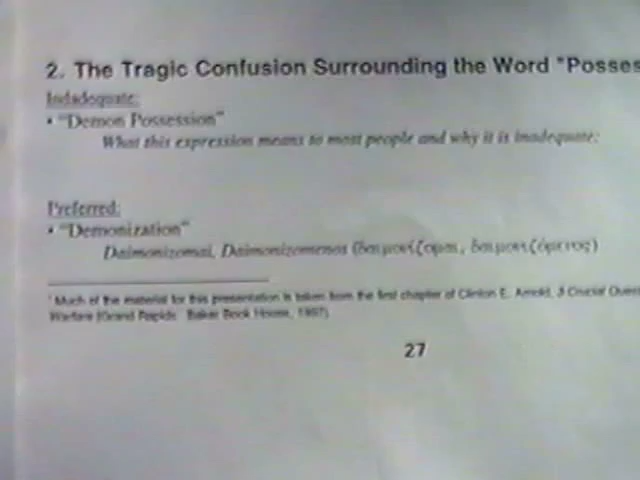 2. The Tragic Confusion Surrounding the Word "Posses
Inadequate:
• "Demon Possession"
What this expression means to most people and why it is inadequate:
Preferred:
• "Demonization"
Daimonizomai, Daimonizomenos (δαιμονίζομαι, δαιμονιζόμενος)
Much of the material for this presentation is taken from the first chapter of Clinton E. Arnold, 3 Crucial Ques
Warfare (Grand Rapids: Baker Book House, 1997).
27